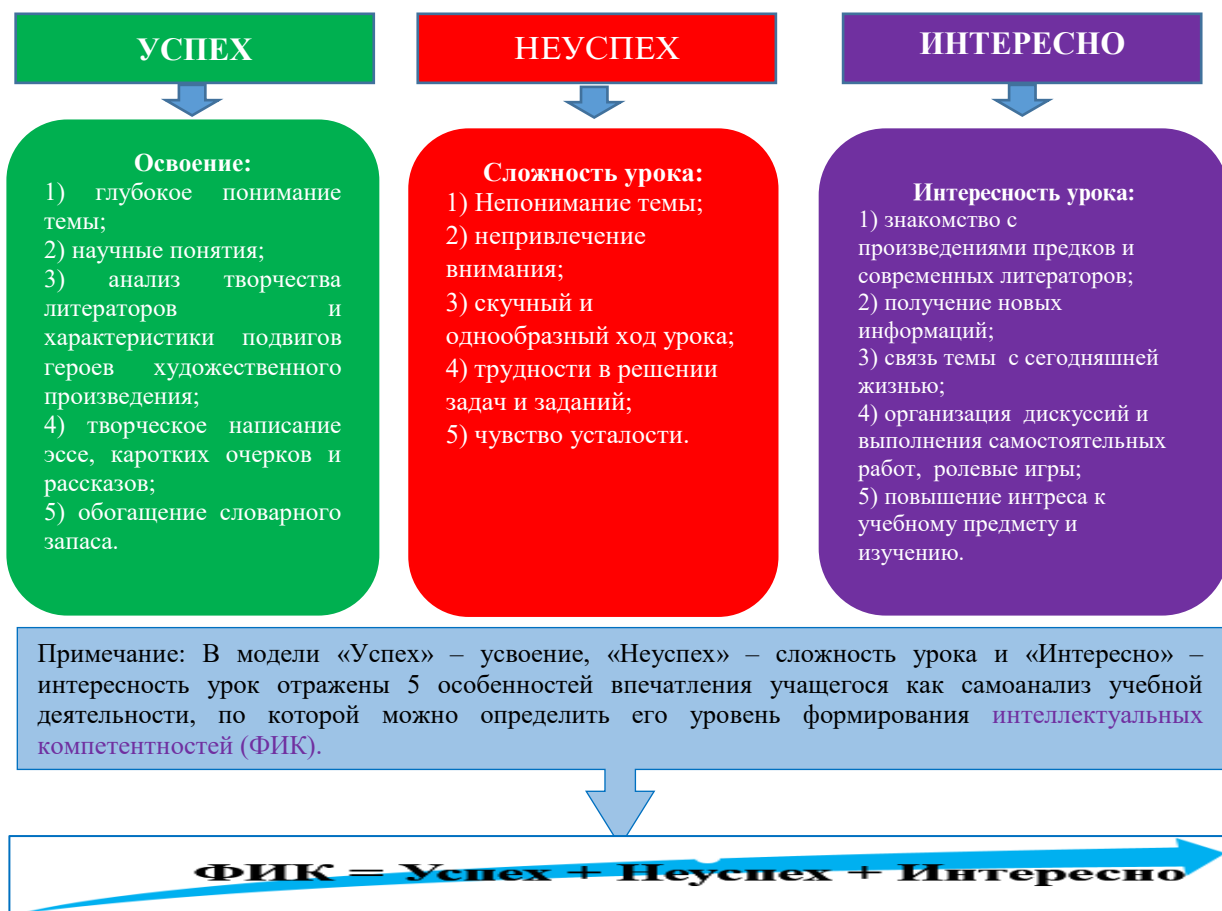 УСПЕХ
НЕУСПЕХ
ИНТЕРЕСНО
Освоение:
1) глубокое понимание
темы;
2) научные понятия;
3) анализ творчества
литераторов и
характеристики подвигов
героев художественного
произведения;
4) творческое написание
эссе, каротких очерков и
рассказов;
5) обогащение словарного
запаса.
Сложность урока:
1) Непонимание темы;
2) непривлечение
внимания;
3) скучный и
однообразный ход урока;
4) трудности в решении
задач и заданий;
5) чувство усталости.
Интересность урока:
1) знакомство с
произведениями предков и
современных литераторов;
2) получение новых
информаций;
3) связь темы с сегодняшней
жизнью;
4) организация дискуссий и
выполнения самостоятельных
работ, ролевые игры;
5) повышение интреса к
учебному предмету и
изучению.
Примечание: В модели «Успех» – усвоение, «Неуспех» – сложность урока и «Интересно» –
интересность урок отражены 5 особенностей впечатления учащегося как самоанализ учебной
деятельности, по которой можно определить его уровень формирования интеллектуальных
компетентностей (ФИК).
ФИК = Успех + Неуспех + Интересно